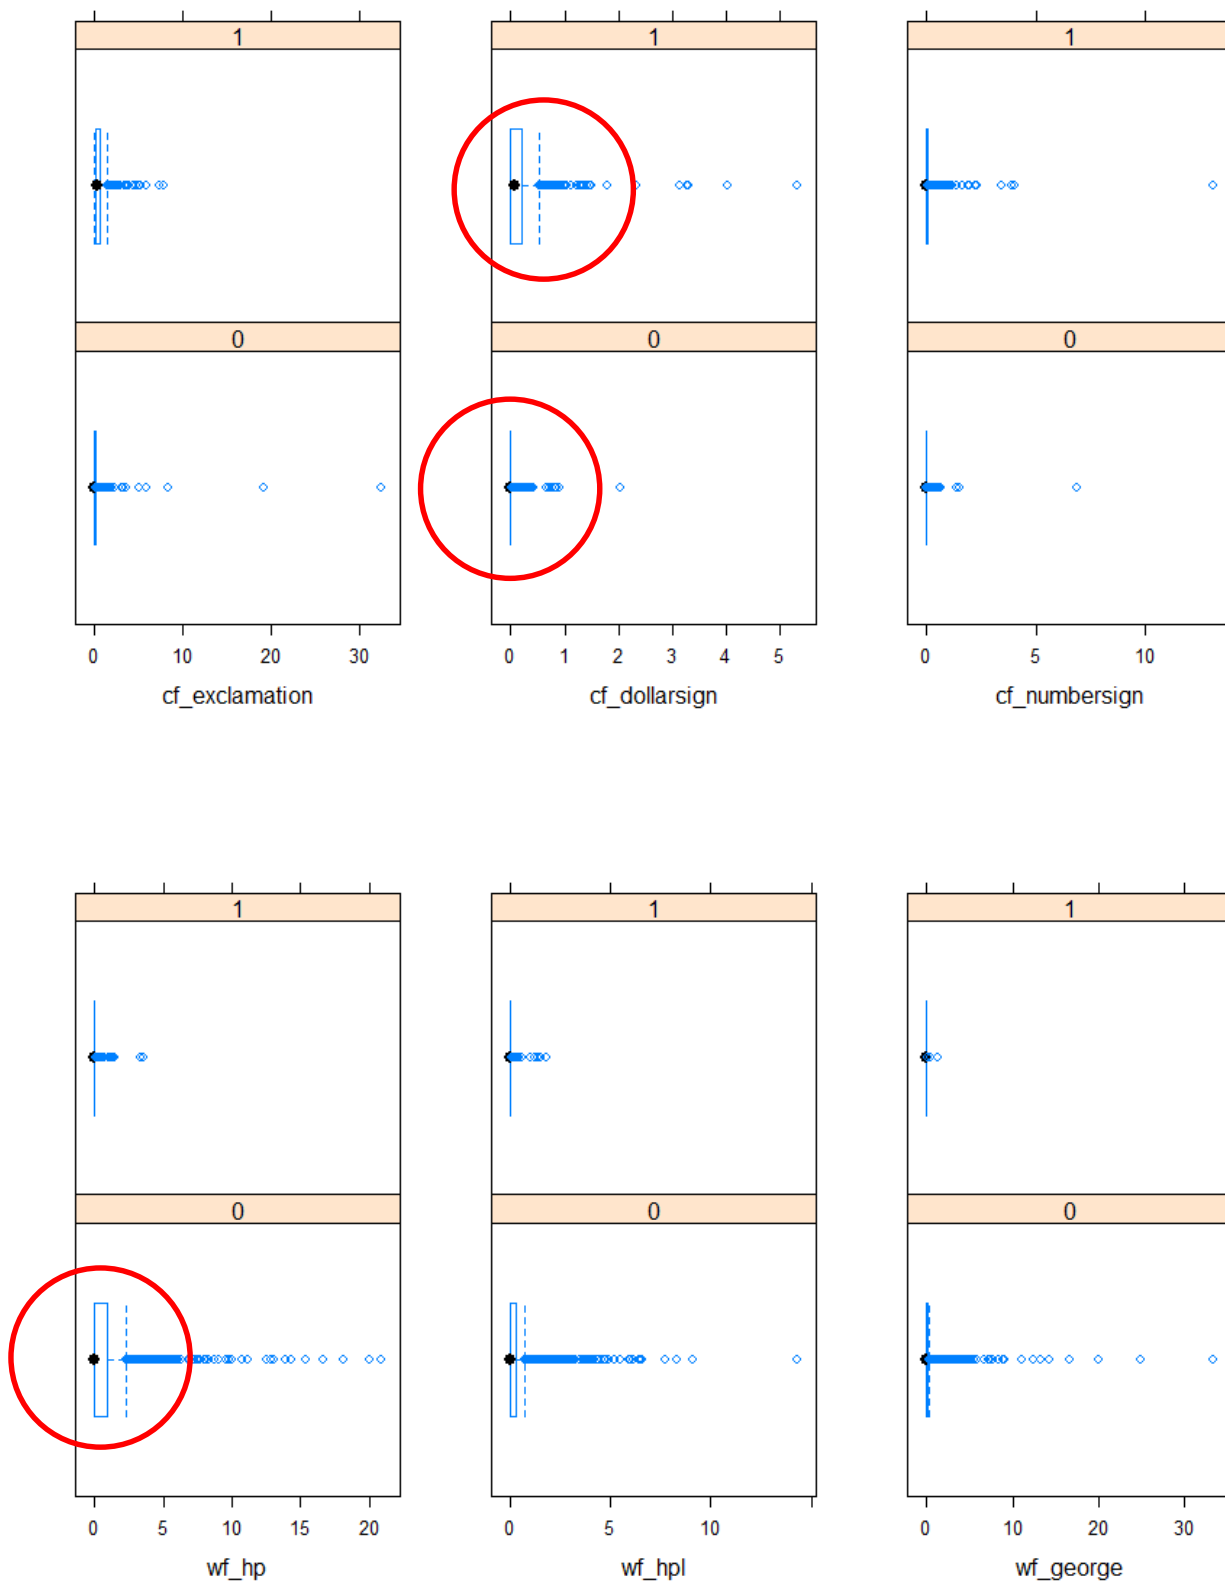 1 1 1
0 0 0
0 10 20 30 0 1 2 3 4 5 0 5 10
cf_exclamation cf_dollarsign cf_numbersign
1 1 1
0 0 0
0 5 10 15 20 0 5 10 0 10 20 30
wf_hp wf_hpl wf_george